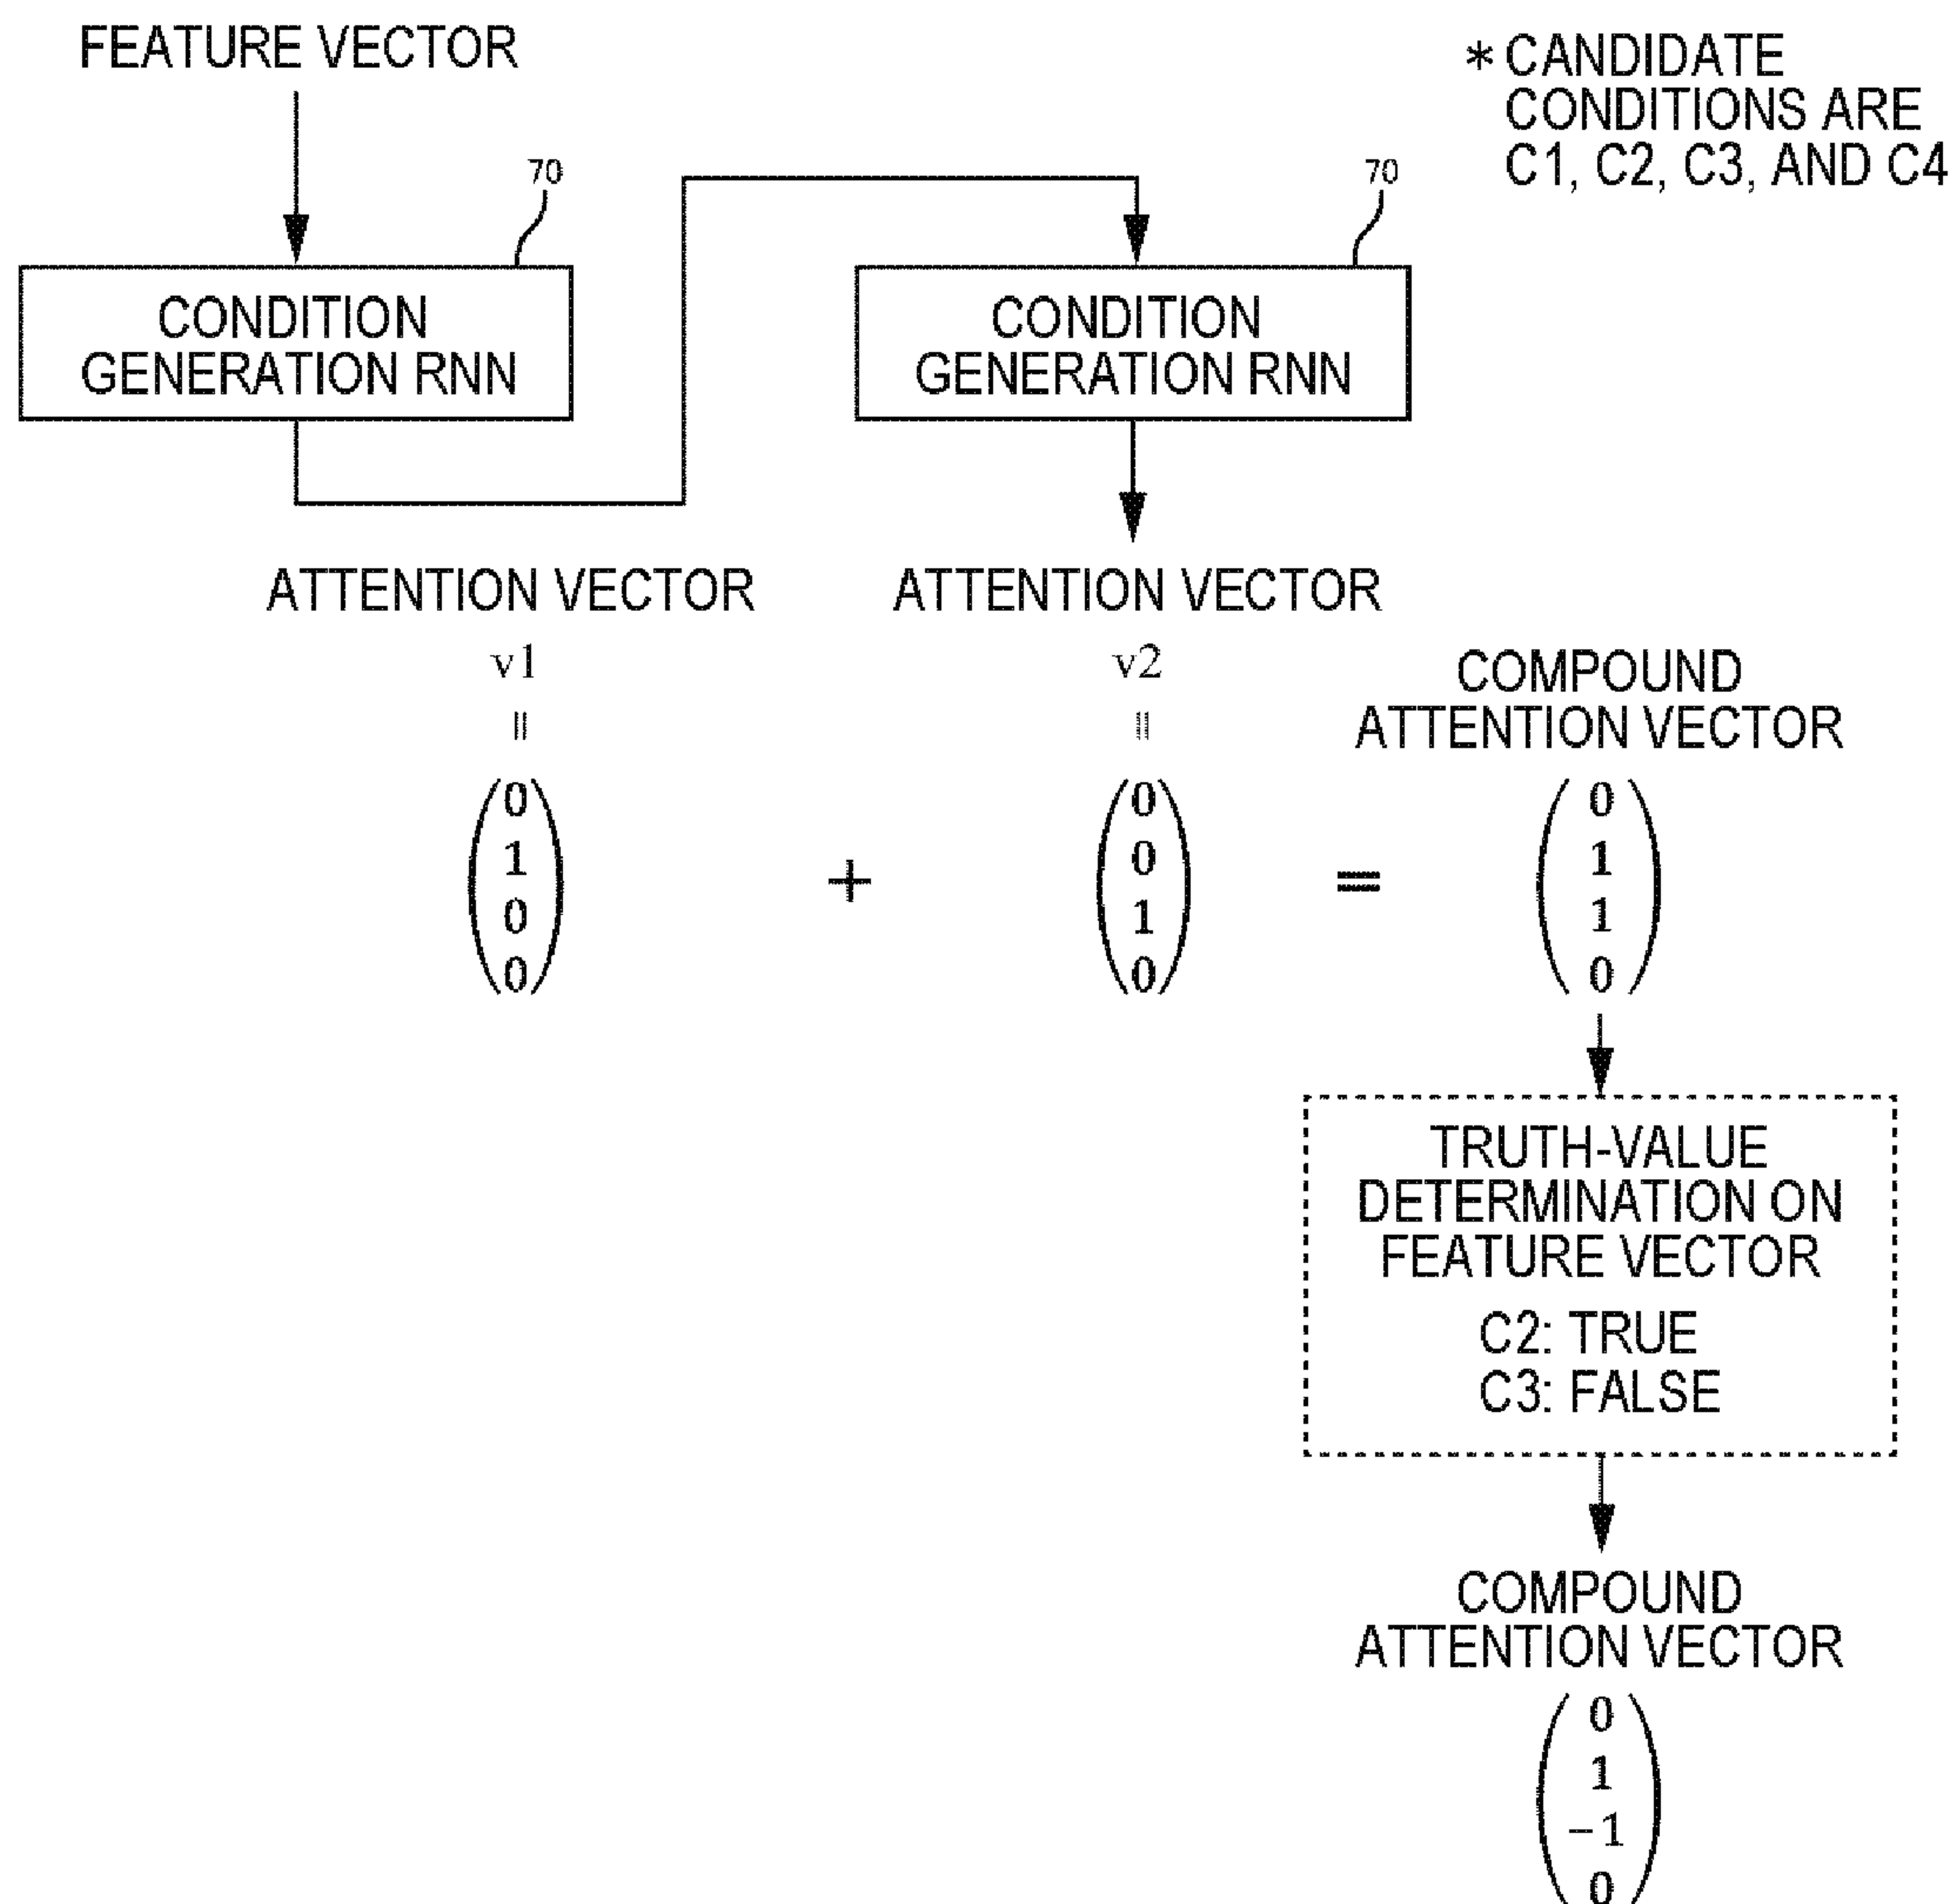 FEATURE VECTOR
* CANDIDATE
CONDITIONS ARE
C1, C2, C3, AND C4
70
70
CONDITION
GENERATION RNN
CONDITION
GENERATION RNN
ATTENTION VECTOR
ATTENTION VECTOR
v1
v2
=
=
COMPOUND
ATTENTION VECTOR
0
1
0
0
+
0
0
1
0
=
0
1
1
0
TRUTH-VALUE
DETERMINATION ON
FEATURE VECTOR
C2: TRUE
C3: FALSE
COMPOUND
ATTENTION VECTOR
0
1
-1
0